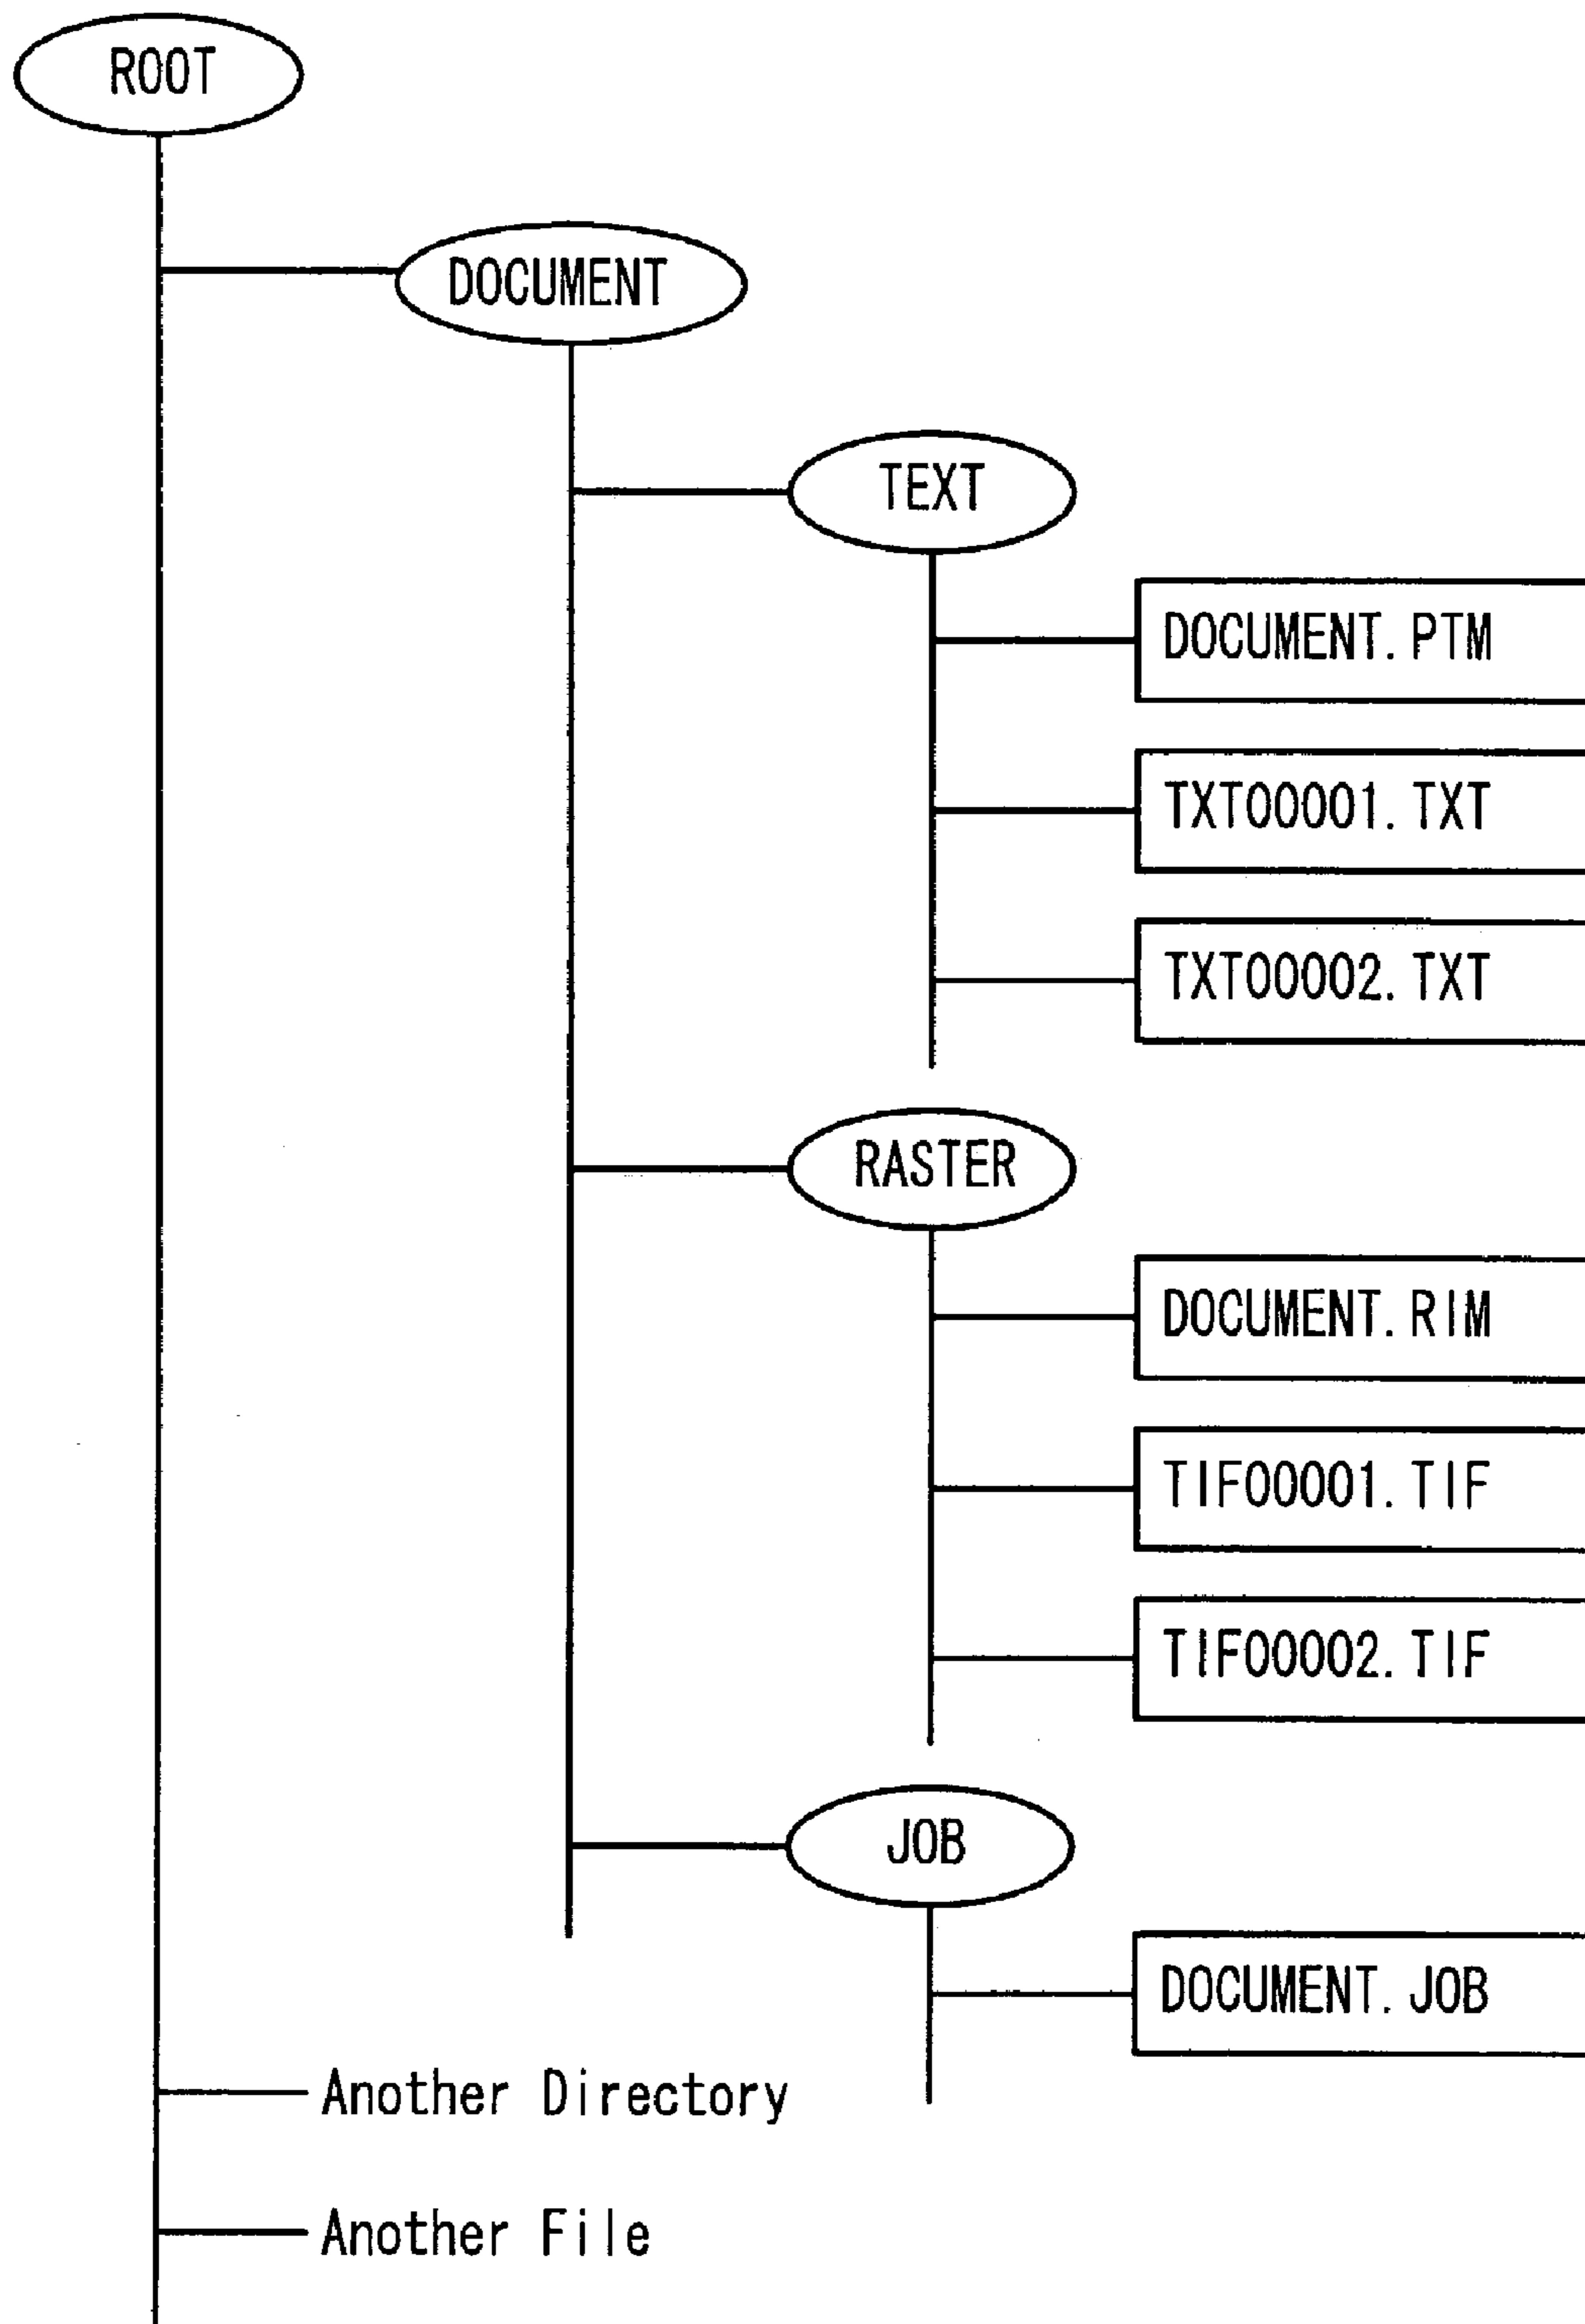 ROOT
DOCUMENT
TEXT
DOCUMENT. PTM
TXT00001. TXT
TXT00002. TXT
RASTER
DOCUMENT. RIM
TIF00001. TIF
TIF00002. TIF
JOB
DOCUMENT. JOB
Another Directory
Another File